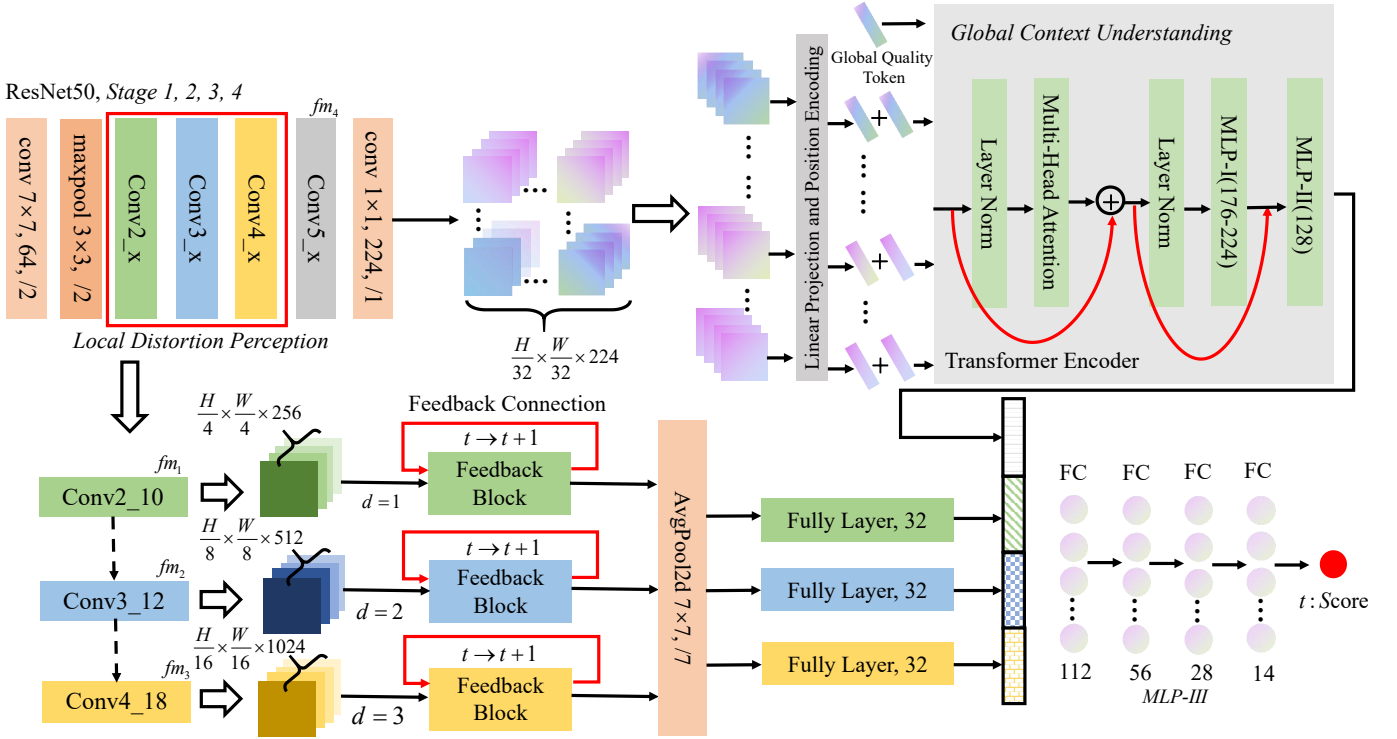 ResNet50, Stage 1, 2, 3, 4
conv 7×7, 64, /2
maxpool 3×3, /2
Conv2_x
Conv3_x
Conv4_x
fm4
Conv5_x
conv 1×1, 224, /1
Local Distortion Perception
H/32 × W/32 × 224
Linear Projection and Position Encoding
Global Quality
Token
+
+
+
Global Context Understanding
Layer Norm
Multi-Head Attention
+
Layer Norm
MLP-I(176-224)
MLP-II(128)
Transformer Encoder
H/4 × W/4 × 256
fm1
Conv2_10
d = 1
Feedback Connection
t → t + 1
Feedback
Block
H/8 × W/8 × 512
fm2
Conv3_12
d = 2
t → t + 1
Feedback
Block
H/16 × W/16 × 1024
fm3
Conv4_18
d = 3
t → t + 1
Feedback
Block
AvgPool2d 7×7, /7
Fully Layer, 32
Fully Layer, 32
Fully Layer, 32
FC
FC
FC
FC
112
56
28
14
MLP-III
t : Score